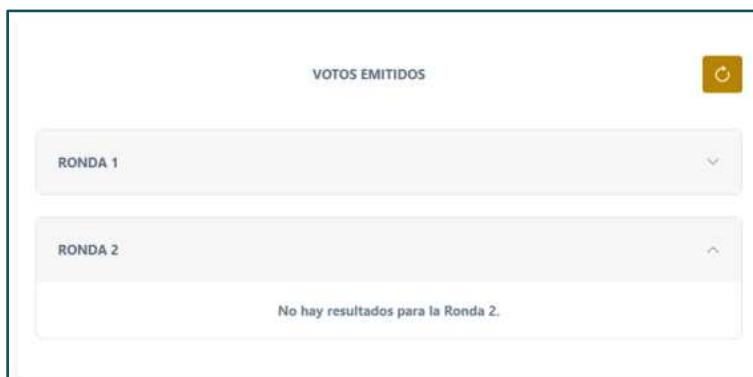 VOTOS EMITIDOS
RONDA 1
RONDA 2
No hay resultados para la Ronda 2.